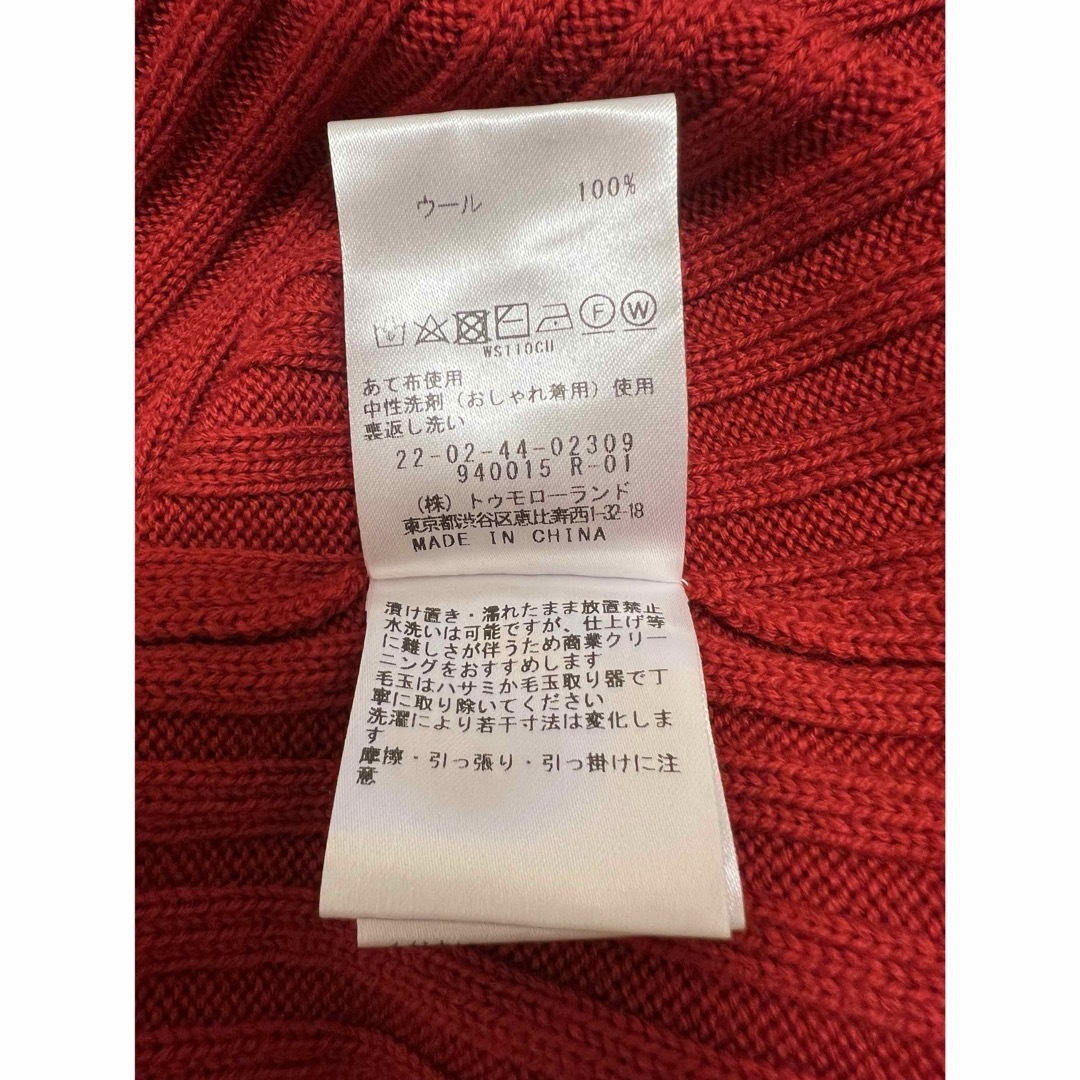 ウール 100%
F W
WS110CU
あて布使用
中性洗剤（おしゃれ着用）使用
裏返し洗い
22-02-44-02309
940015 R-01
（株）トゥモローランド
東京都渋谷区恵比寿西1-32-18
MADE IN CHINA
漬け置き・濡れたまま放置禁止
水洗いは可能ですが、仕上げ等
に難しさが伴うため商業クリー
ニングをおすすめします
毛玉はハサミか毛玉取り器で丁
寧に取り除いてください
洗濯により若干寸法は変化しま
す
摩擦・引っ張り・引っ掛けに注
意